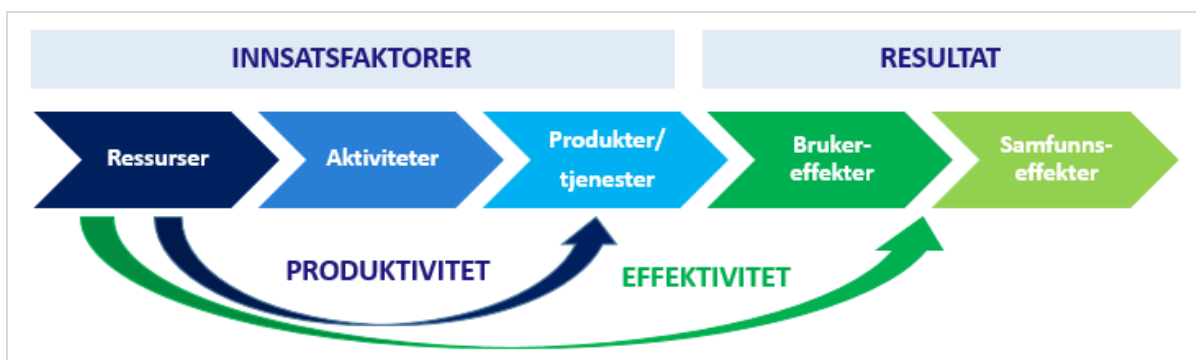 INNSATSFAKTORER
RESULTAT
Ressurser
Aktiviteter
Produkter/
tjenester
Bruker-
effekter
Samfunns-
effekter
PRODUKTIVITET
EFFEKTIVITET